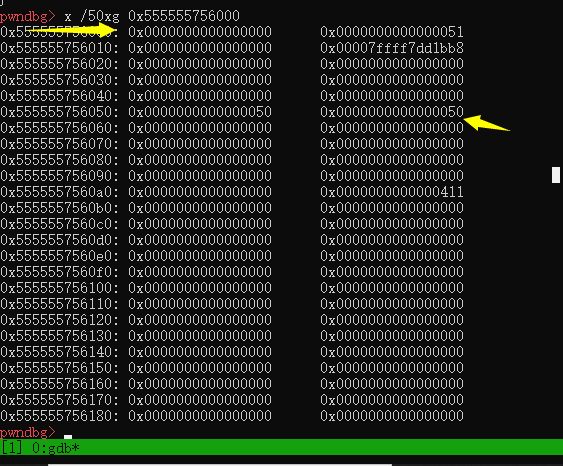 pwndbg> x /50xg 0x555555756000
0x555555756000: 0x0000000000000000 0x0000000000000051
0x555555756010: 0x0000000000000000 0x00007ffff7dd1bb8
0x555555756020: 0x0000000000000000 0x0000000000000000
0x555555756030: 0x0000000000000000 0x0000000000000000
0x555555756040: 0x0000000000000000 0x0000000000000000
0x555555756050: 0x0000000000000050 0x0000000000000050
0x555555756060: 0x0000000000000000 0x0000000000000000
0x555555756070: 0x0000000000000000 0x0000000000000000
0x555555756080: 0x0000000000000000 0x0000000000000000
0x555555756090: 0x0000000000000000 0x0000000000000000
0x5555557560a0: 0x0000000000000000 0x0000000000000411
0x5555557560b0: 0x0000000000000000 0x0000000000000000
0x5555557560c0: 0x0000000000000000 0x0000000000000000
0x5555557560d0: 0x0000000000000000 0x0000000000000000
0x5555557560e0: 0x0000000000000000 0x0000000000000000
0x5555557560f0: 0x0000000000000000 0x0000000000000000
0x555555756100: 0x0000000000000000 0x0000000000000000
0x555555756110: 0x0000000000000000 0x0000000000000000
0x555555756120: 0x0000000000000000 0x0000000000000000
0x555555756130: 0x0000000000000000 0x0000000000000000
0x555555756140: 0x0000000000000000 0x0000000000000000
0x555555756150: 0x0000000000000000 0x0000000000000000
0x555555756160: 0x0000000000000000 0x0000000000000000
0x555555756170: 0x0000000000000000 0x0000000000000000
0x555555756180: 0x0000000000000000 0x0000000000000000
pwndbg>
[1] 0:gdb*